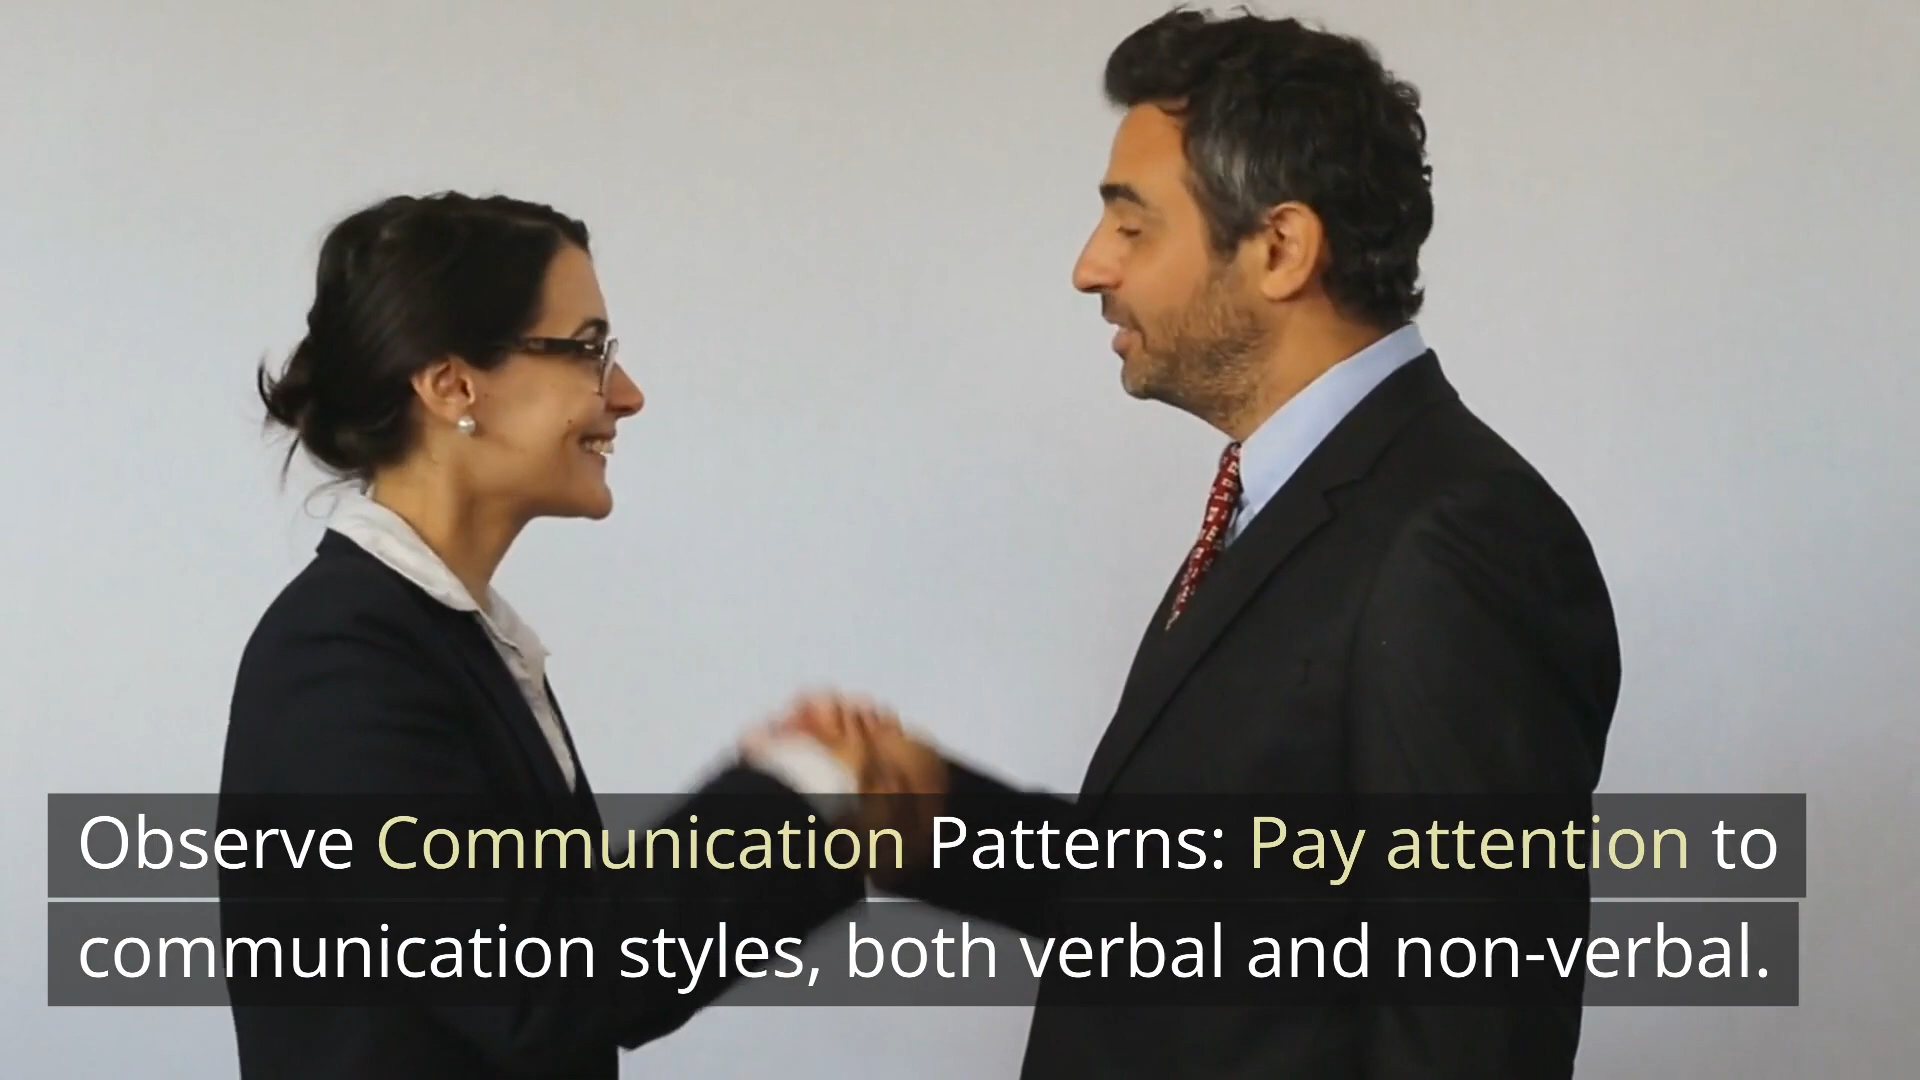 Observe Communication Patterns: Pay attention to
communication styles, both verbal and non-verbal.